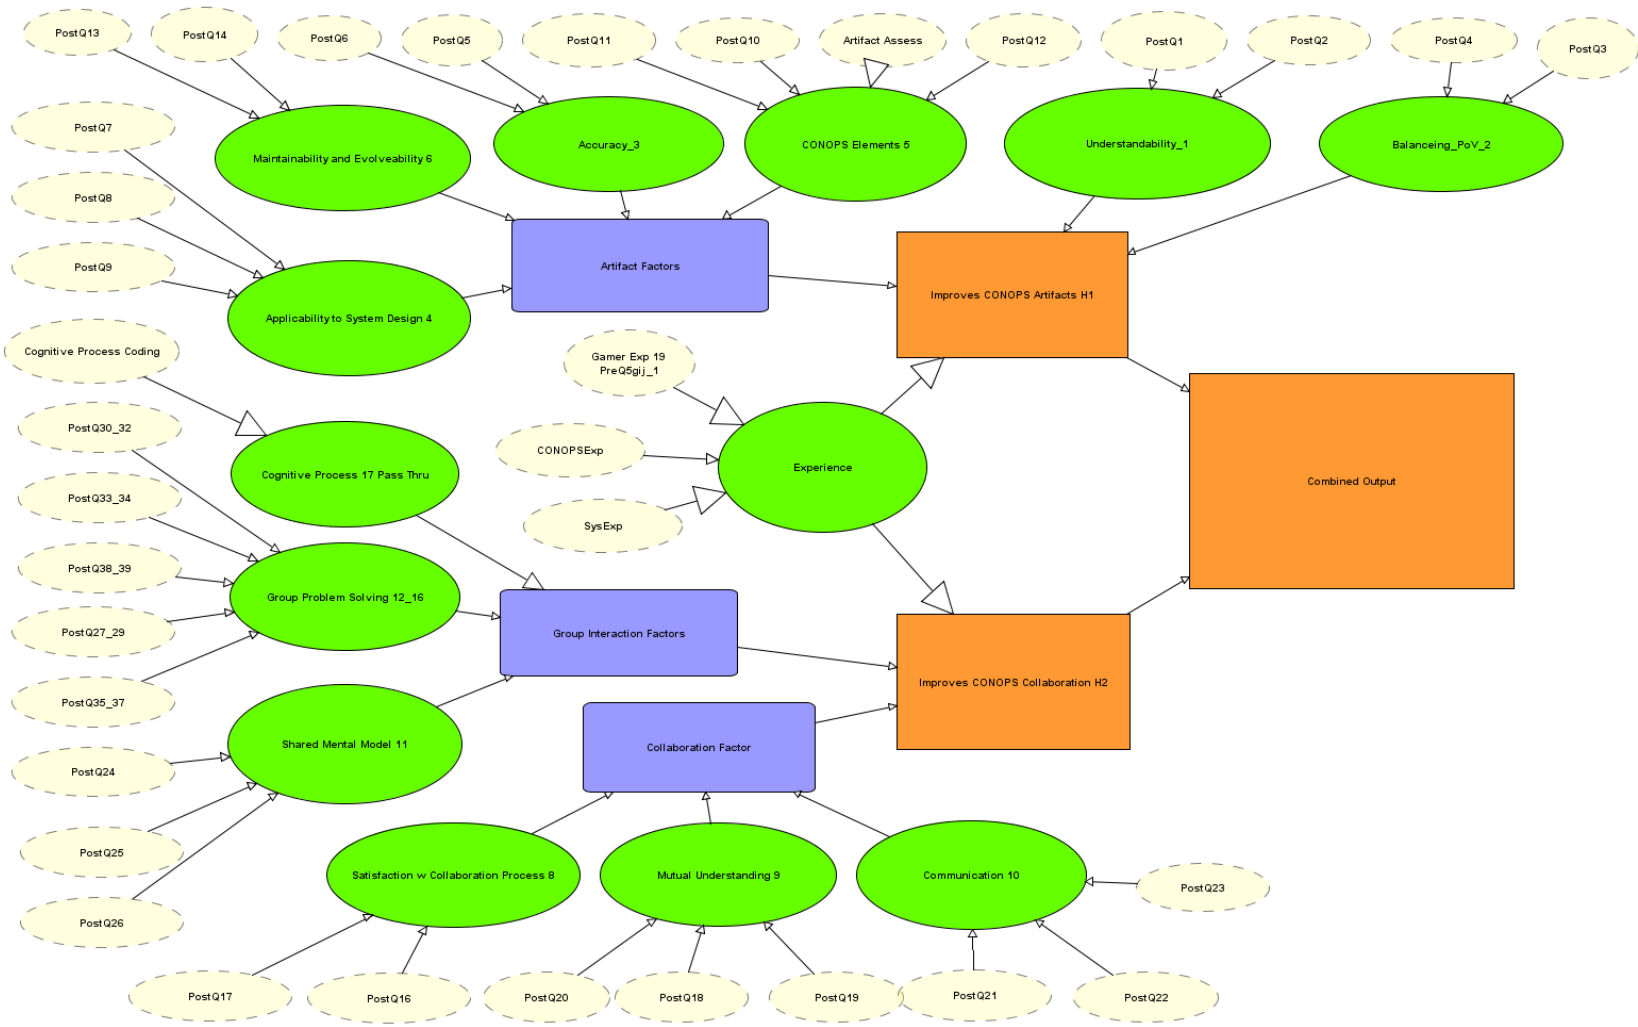 PostQ13
PostQ14
PostQ6
PostQ5
PostQ11
PostQ10
Artifact Assess
PostQ12
PostQ1
PostQ2
PostQ4
PostQ3
PostQ7
Maintainability and Evolveability 6
Accuracy_3
CONOPS Elements 5
Understandability_1
Balanceing_PoV_2
PostQ8
PostQ9
Artifact Factors
Improves CONOPS Artifacts H1
Applicability to System Design 4
Cognitive Process Coding
Gamer Exp 19
PreQ5gij_1
PostQ30_32
CONOPSExp
Cognitive Process 17 Pass Thru
Experience
Combined Output
PostQ33_34
SysExp
PostQ38_39
Group Problem Solving 12_16
PostQ27_29
Group Interaction Factors
Improves CONOPS Collaboration H2
PostQ35_37
Shared Mental Model 11
Collaboration Factor
PostQ24
PostQ25
Satisfaction w Collaboration Process 8
Mutual Understanding 9
Communication 10
PostQ23
PostQ26
PostQ17
PostQ16
PostQ20
PostQ18
PostQ19
PostQ21
PostQ22